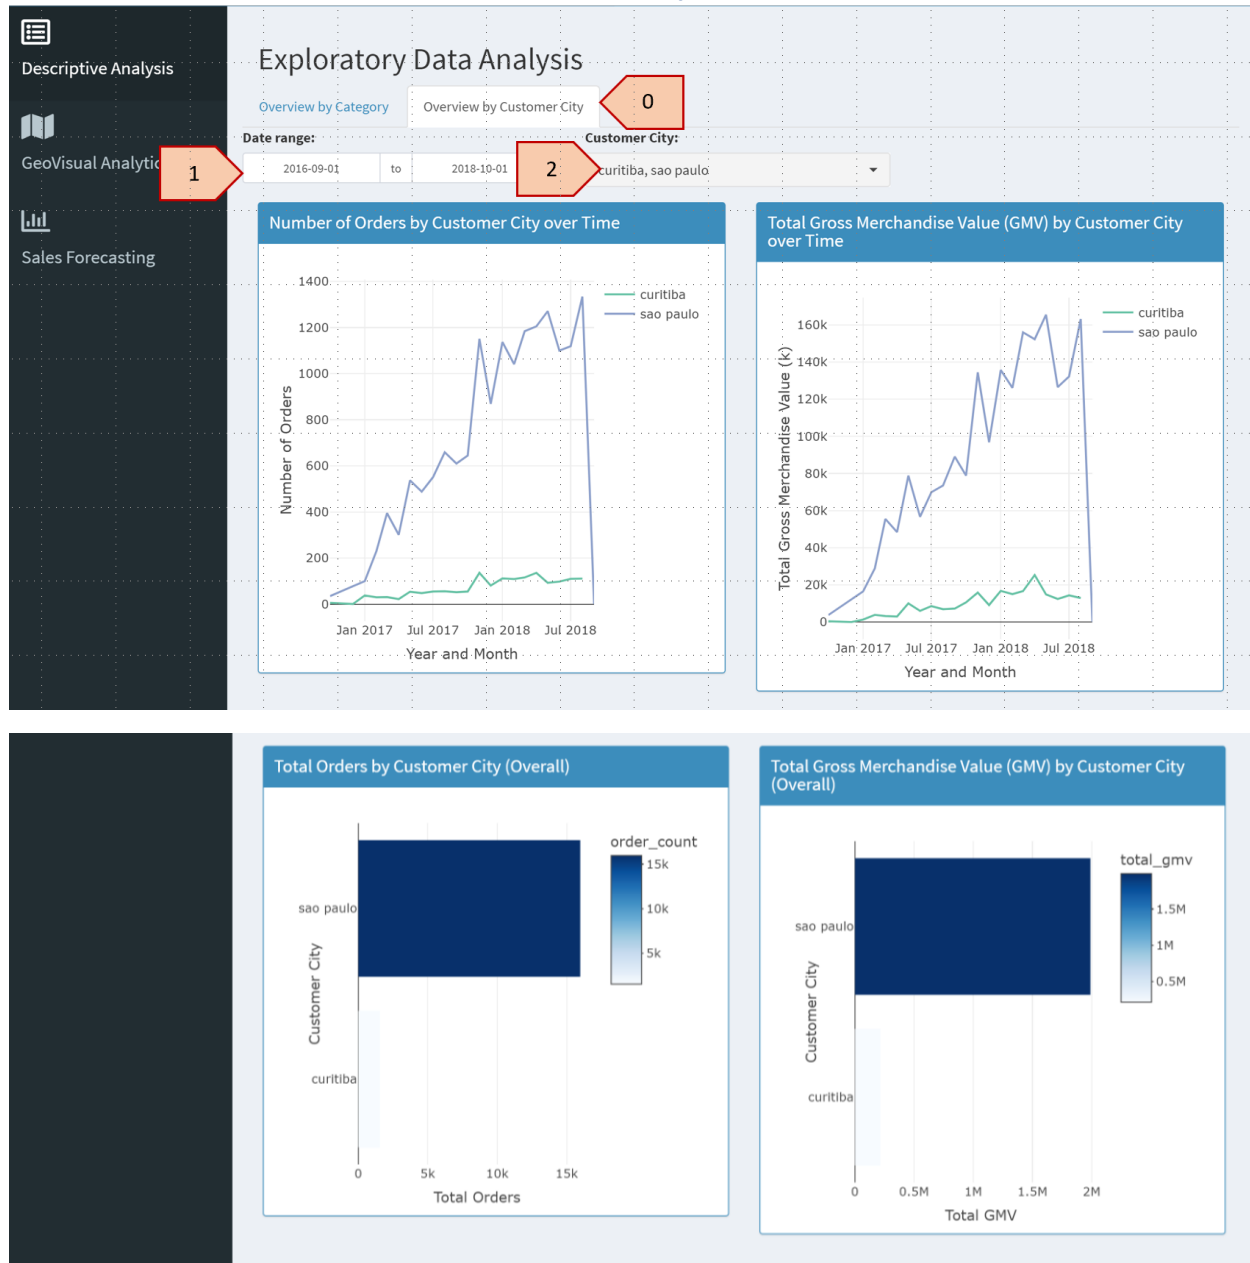 Descriptive Analysis
GeoVisual Analytic
Sales Forecasting
Exploratory Data Analysis
Overview by Category
Overview by Customer City
0
Date range:
Customer City:
1
2016-09-01 to 2018-10-01
2
curitiba, sao paulo
Number of Orders by Customer City over Time
1400
1200
1000
800
600
400
200
0
Number of Orders
Jan 2017 Jul 2017 Jan 2018 Jul 2018
Year and Month
curitiba
sao paulo
Total Gross Merchandise Value (GMV) by Customer City
over Time
160k
140k
120k
100k
80k
60k
40k
20k
0
Total Gross Merchandise Value (k)
Jan 2017 Jul 2017 Jan 2018 Jul 2018
Year and Month
curitiba
sao paulo
Total Orders by Customer City (Overall)
sao paulo
curitiba
Customer City
0 5k 10k 15k
Total Orders
order_count
15k
10k
5k
Total Gross Merchandise Value (GMV) by Customer City
(Overall)
sao paulo
curitiba
Customer City
0 0.5M 1M 1.5M 2M
Total GMV
total_gmv
1.5M
1M
0.5M